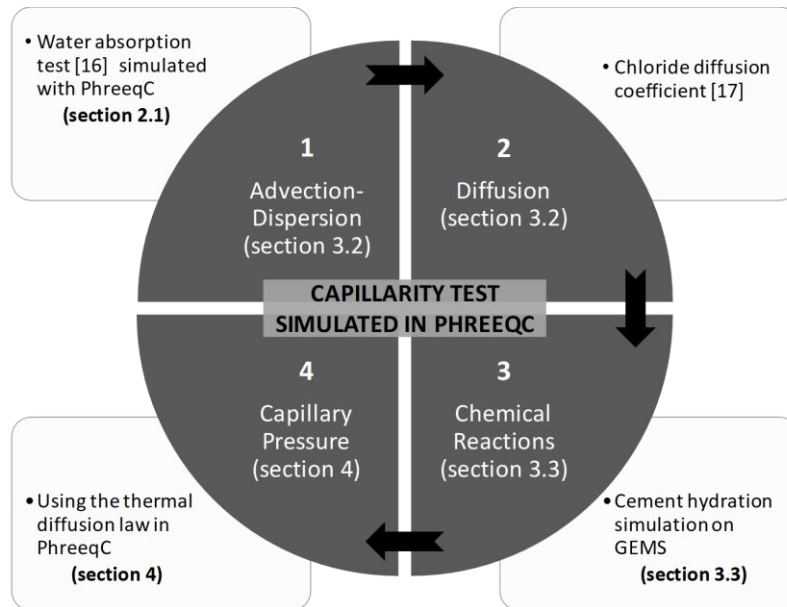 • Water absorption
test [16] simulated
with PhreeqC
(section 2.1)
• Chloride diffusion
coefficient [17]
1
Advection-
Dispersion
(section 3.2)
2
Diffusion
(section 3.2)
CAPILLARITY TEST
SIMULATED IN PHREEQC
4
Capillary
Pressure
(section 4)
3
Chemical
Reactions
(section 3.3)
• Using the thermal
diffusion law in
PhreeqC
(section 4)
• Cement hydration
simulation on
GEMS
(section 3.3)